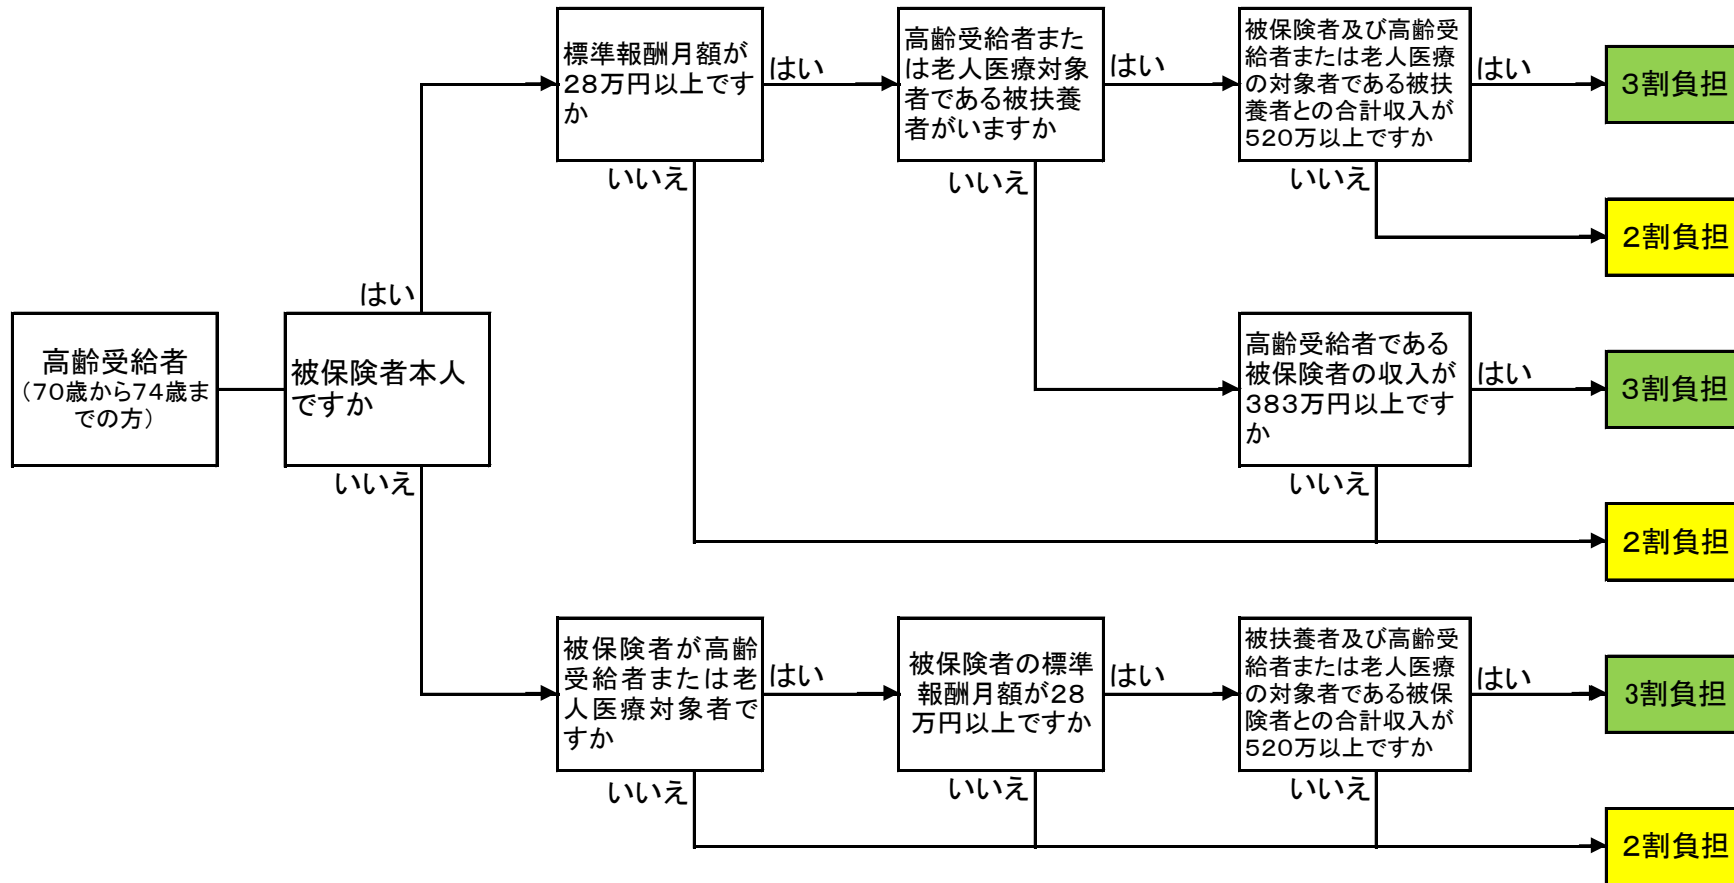 高齢受給者
（70歳から74歳ま
での方）
被保険者本人
ですか
はい
いいえ
標準報酬月額が
28万円以上です
か
はい
いいえ
高齢受給者また
は老人医療対象
者である被扶養
者がいますか
はい
いいえ
被保険者及び高齢受
給者または老人医療
の対象者である被扶
養者との合計収入が
520万以上ですか
はい
いいえ
3割負担
2割負担
高齢受給者である
被保険者の収入が
383万円以上です
か
はい
いいえ
3割負担
2割負担
被保険者が高齢
受給者または老
人医療対象者で
すか
はい
いいえ
被保険者の標準
報酬月額が28
万円以上ですか
はい
いいえ
被扶養者及び高齢受
給者または老人医療
の対象者である被保
険者との合計収入が
520万以上ですか
はい
いいえ
3割負担
2割負担